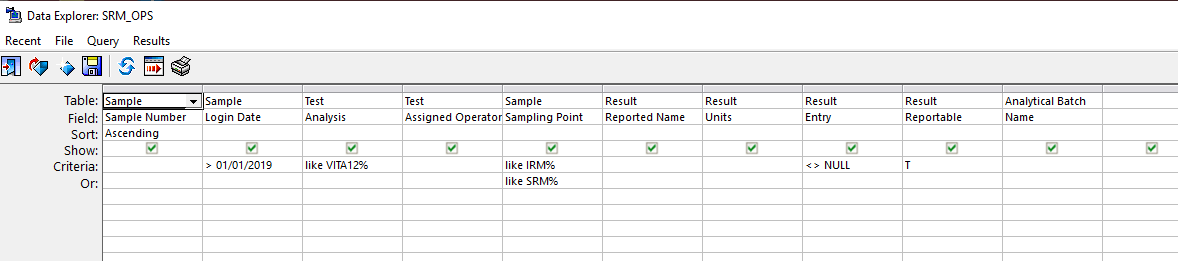 Data Explorer: SRM_OPS
Recent File Query Results
Table: Sample Sample Test Test Sample Result Result Result Result Analytical Batch
Field: Sample Number Login Date Analysis Assigned Operator Sampling Point Reported Name Units Entry Reportable Name
Sort: Ascending
Show:
Criteria: > 01/01/2019 like VITA12% like IRM% <> NULL T
Or: like SRM%